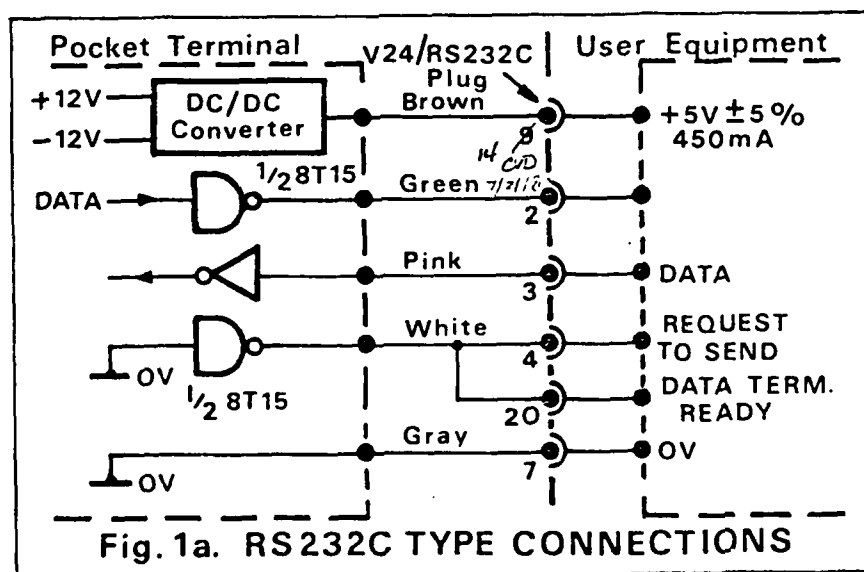 Pocket Terminal
V24/RS232C
Plug
User Equipment
+12V
-12V
DC/DC
Converter
Brown
9
14
+5V ±5%
450mA
DATA
1/2 8T15
Green
2
Pink
3
DATA
White
4
REQUEST
TO SEND
0V
1/2 8T15
20
DATA TERM.
READY
Gray
7
0V
0V
Fig. 1a. RS232C TYPE CONNECTIONS